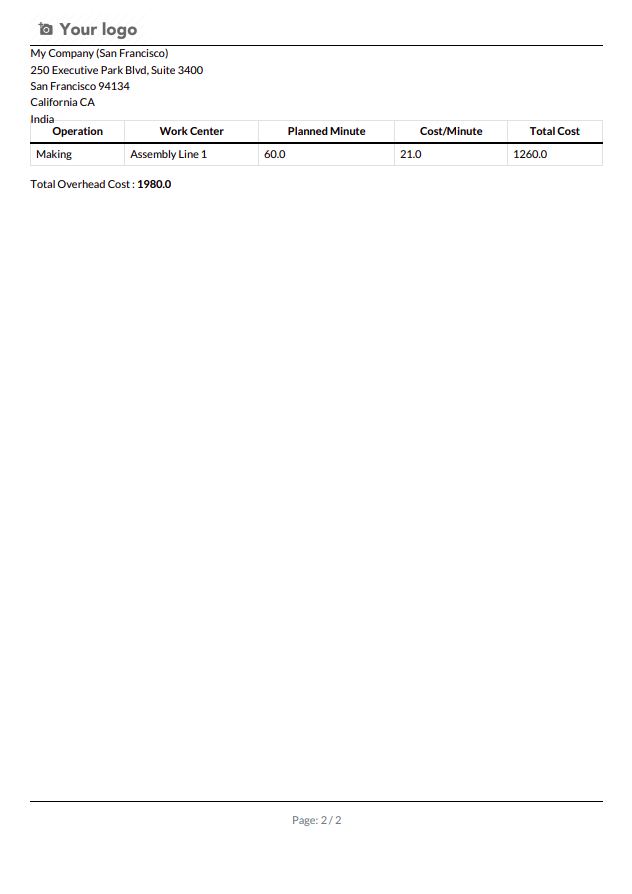 Your logo
My Company (San Francisco)
250 Executive Park Blvd, Suite 3400
San Francisco 94134
California CA
India
Operation Work Center Planned Minute Cost/Minute Total Cost
Making Assembly Line 1 60.0 21.0 1260.0
Total Overhead Cost : 1980.0
Page: 2 / 2